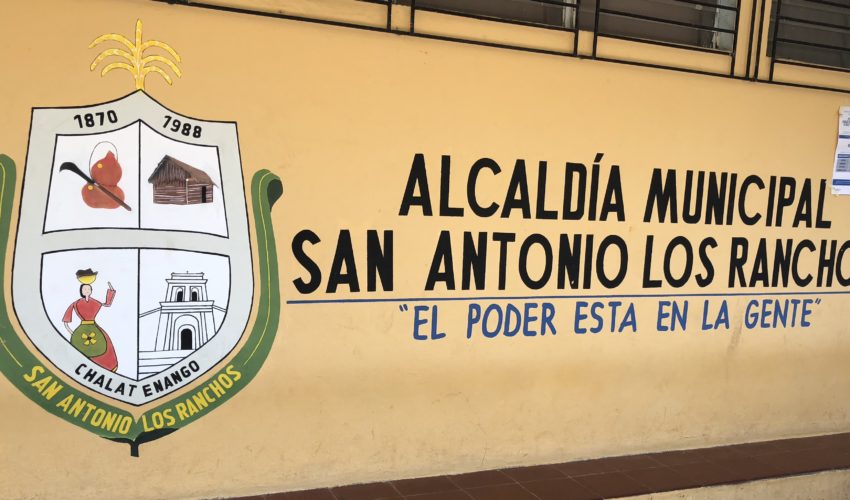 1870 1988
CHALATENANGO
SAN ANTONIO LOS RANCHOS
ALCALDÍA MUNICIPAL
SAN ANTONIO LOS RANCHO
"EL PODER ESTA EN LA GENTE"